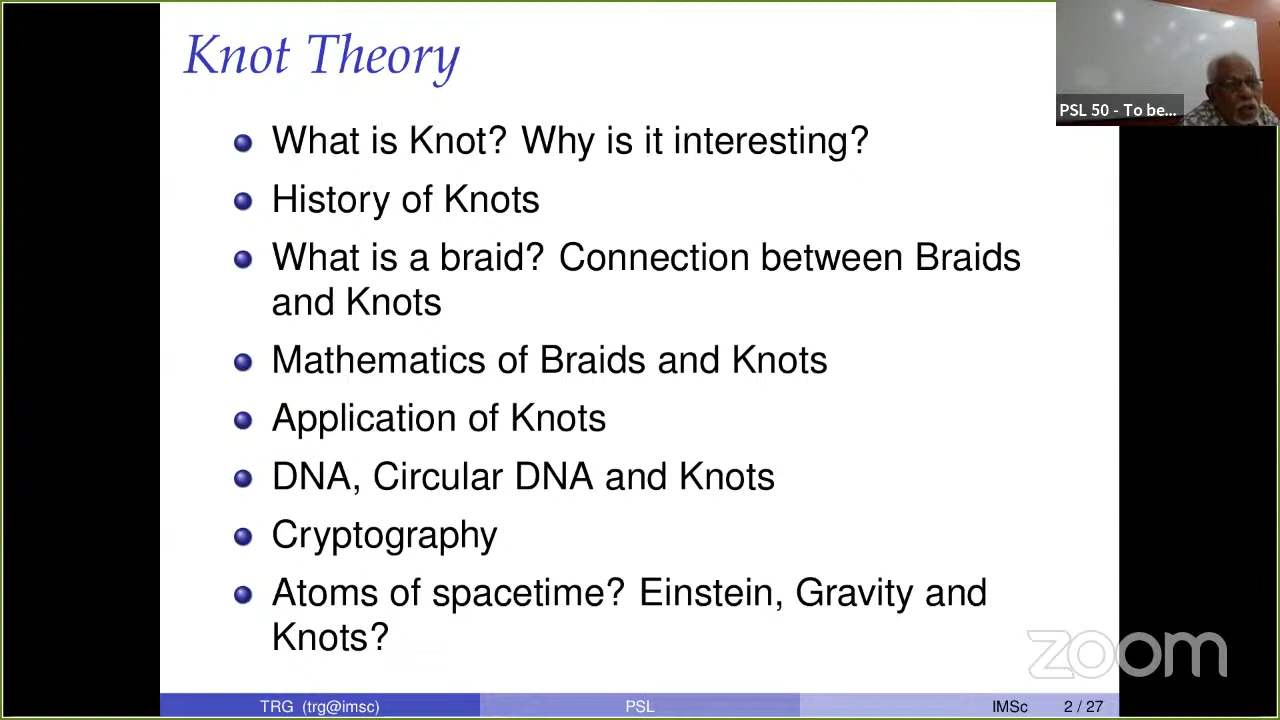 Knot Theory
PSL 50 - To be...
What is Knot? Why is it interesting?
History of Knots
What is a braid? Connection between Braids
and Knots
Mathematics of Braids and Knots
Application of Knots
DNA, Circular DNA and Knots
Cryptography
Atoms of spacetime? Einstein, Gravity and
Knots?
zoom
TRG (trg@imsc) PSL IMSc 2 / 27